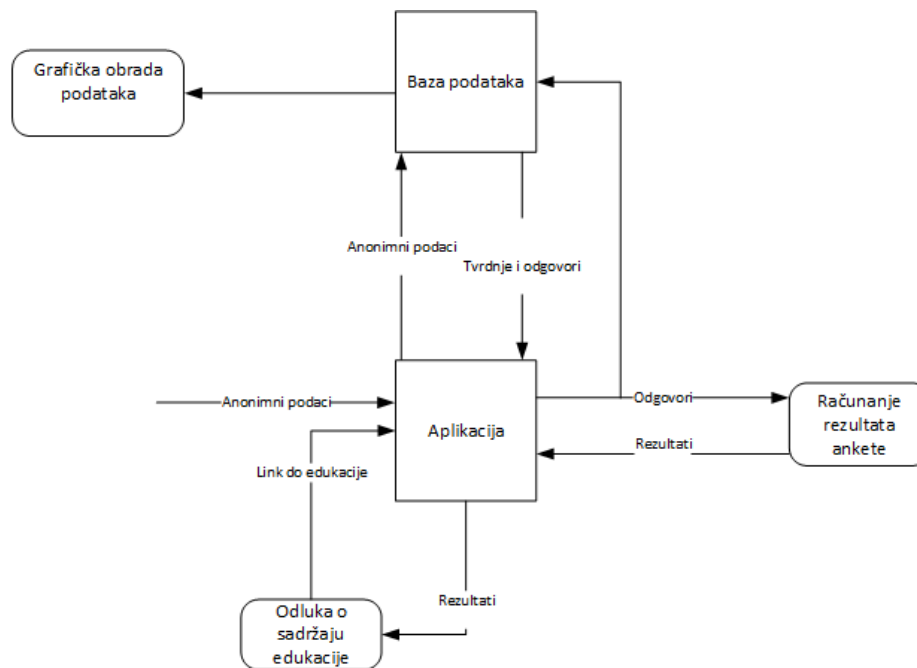 Grafička obrada
podataka
Baza podataka
Anonimni podaci
Tvrdnje i odgovori
Anonimni podaci
Aplikacija
Odgovori
Računanje
rezultata
ankete
Rezultati
Link do edukacije
Rezultati
Odluka o
sadržaju
edukacije